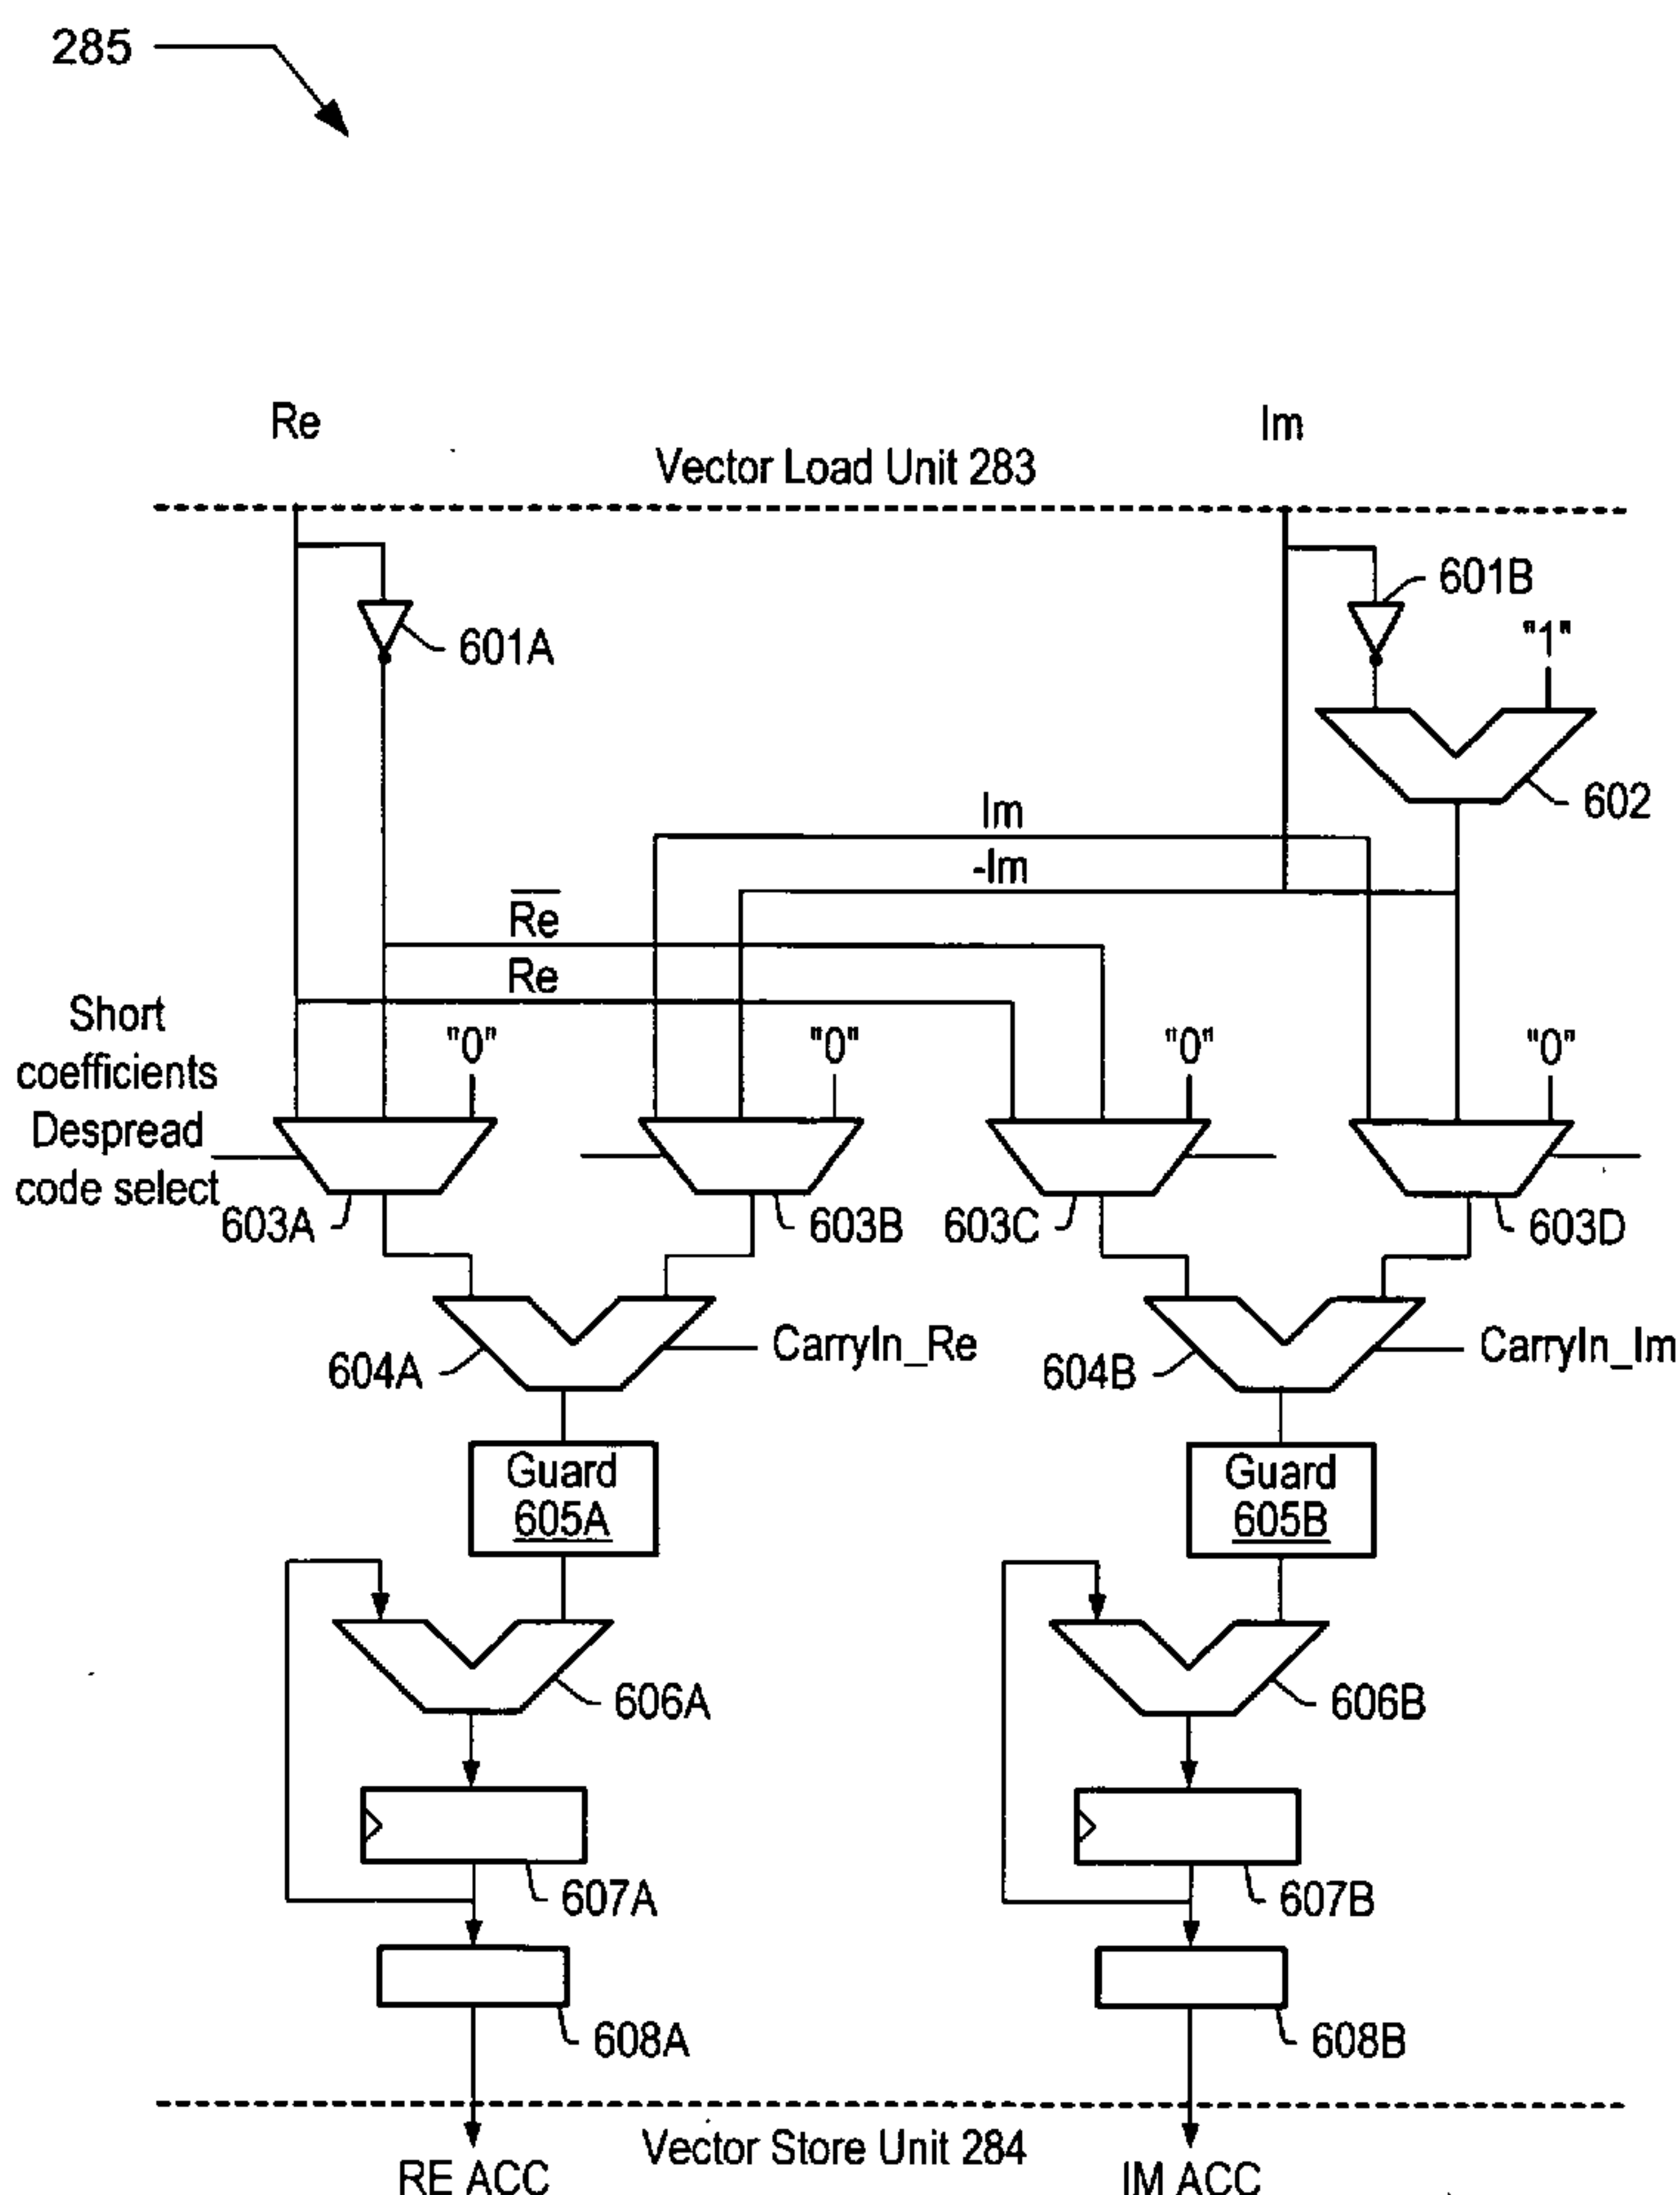 285
Re
Im
Vector Load Unit 283
601A
601B
"1"
602
Im
-Im
R̅e̅
Re
Short
coefficients
Despread
code select
"0"
"0"
"0"
"0"
603A
603B
603C
603D
604A
CarryIn_Re
604B
CarryIn_Im
Guard
605A
Guard
605B
606A
606B
607A
607B
608A
608B
Vector Store Unit 284
RE ACC
IM ACC